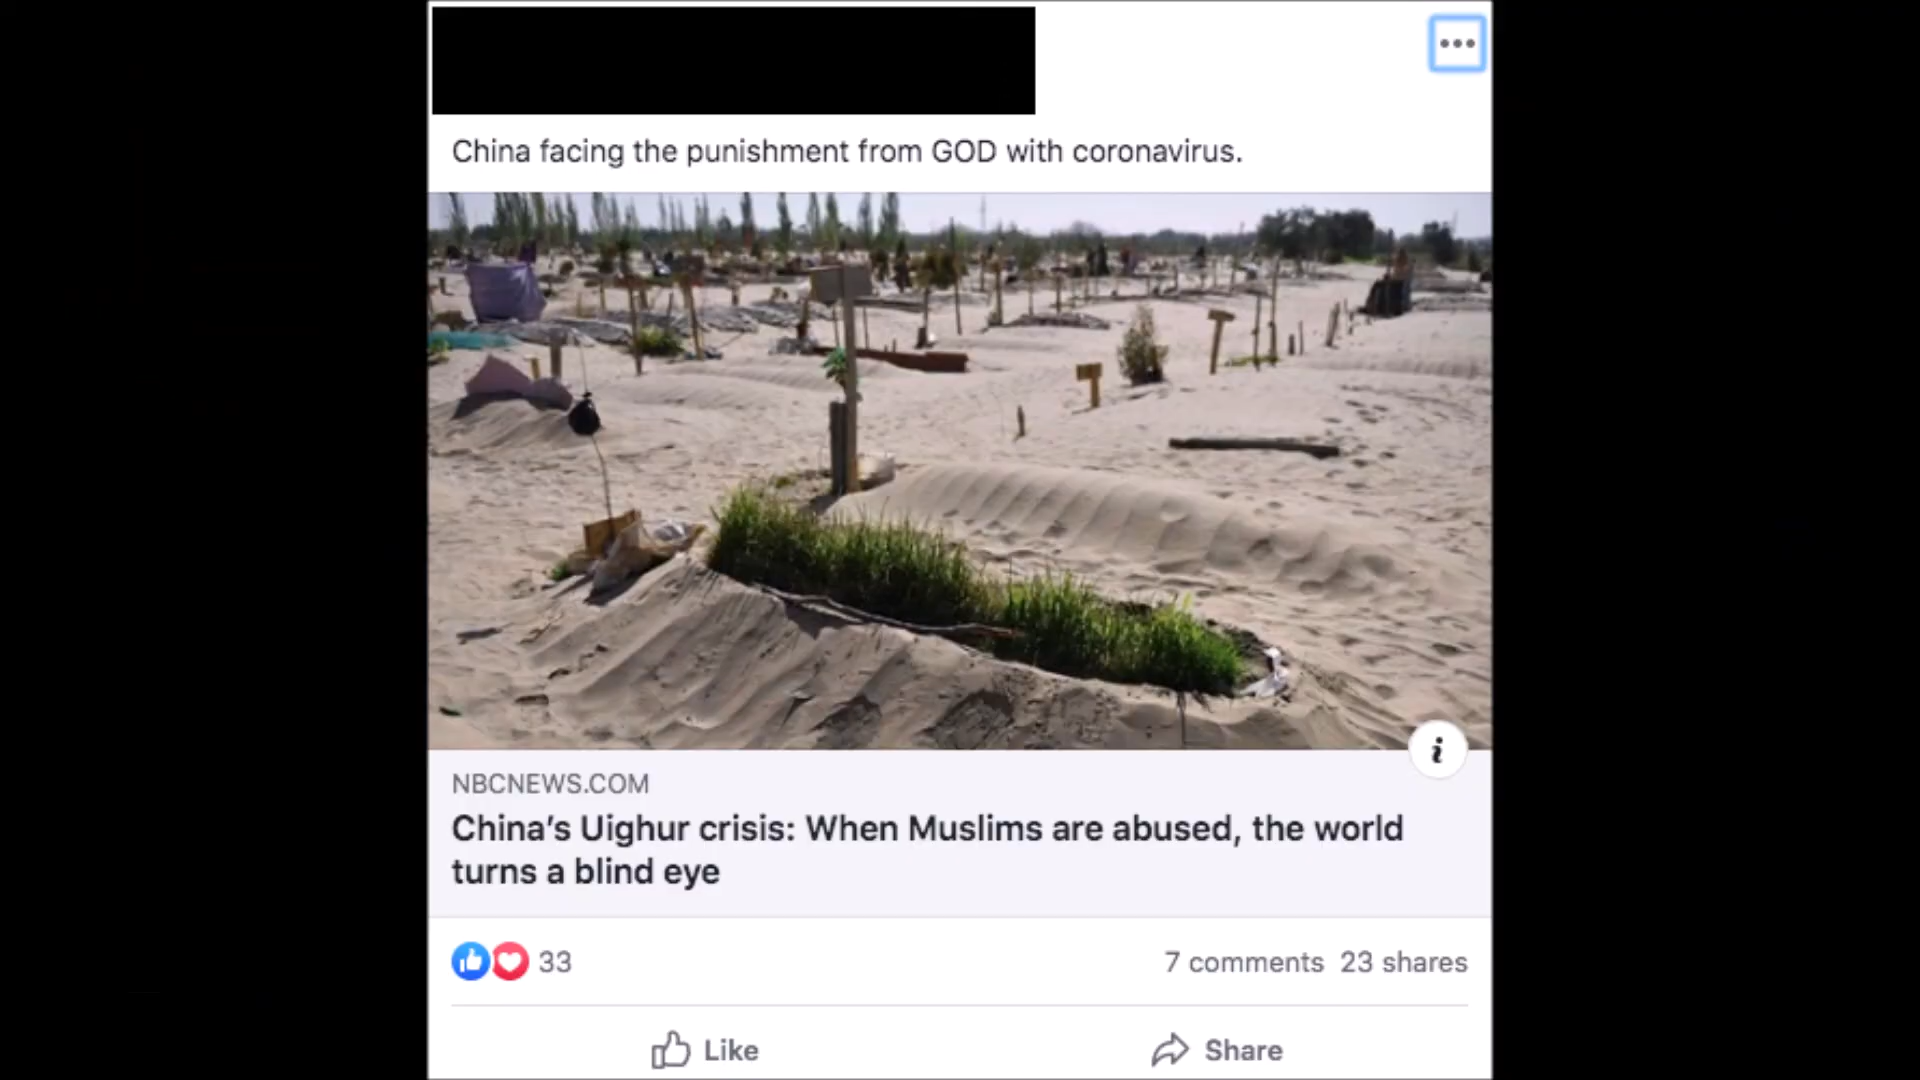 China facing the punishment from GOD with coronavirus.
NBCNEWS.COM
China's Uighur crisis: When Muslims are abused, the world
turns a blind eye
33
7 comments 23 shares
Like
Share